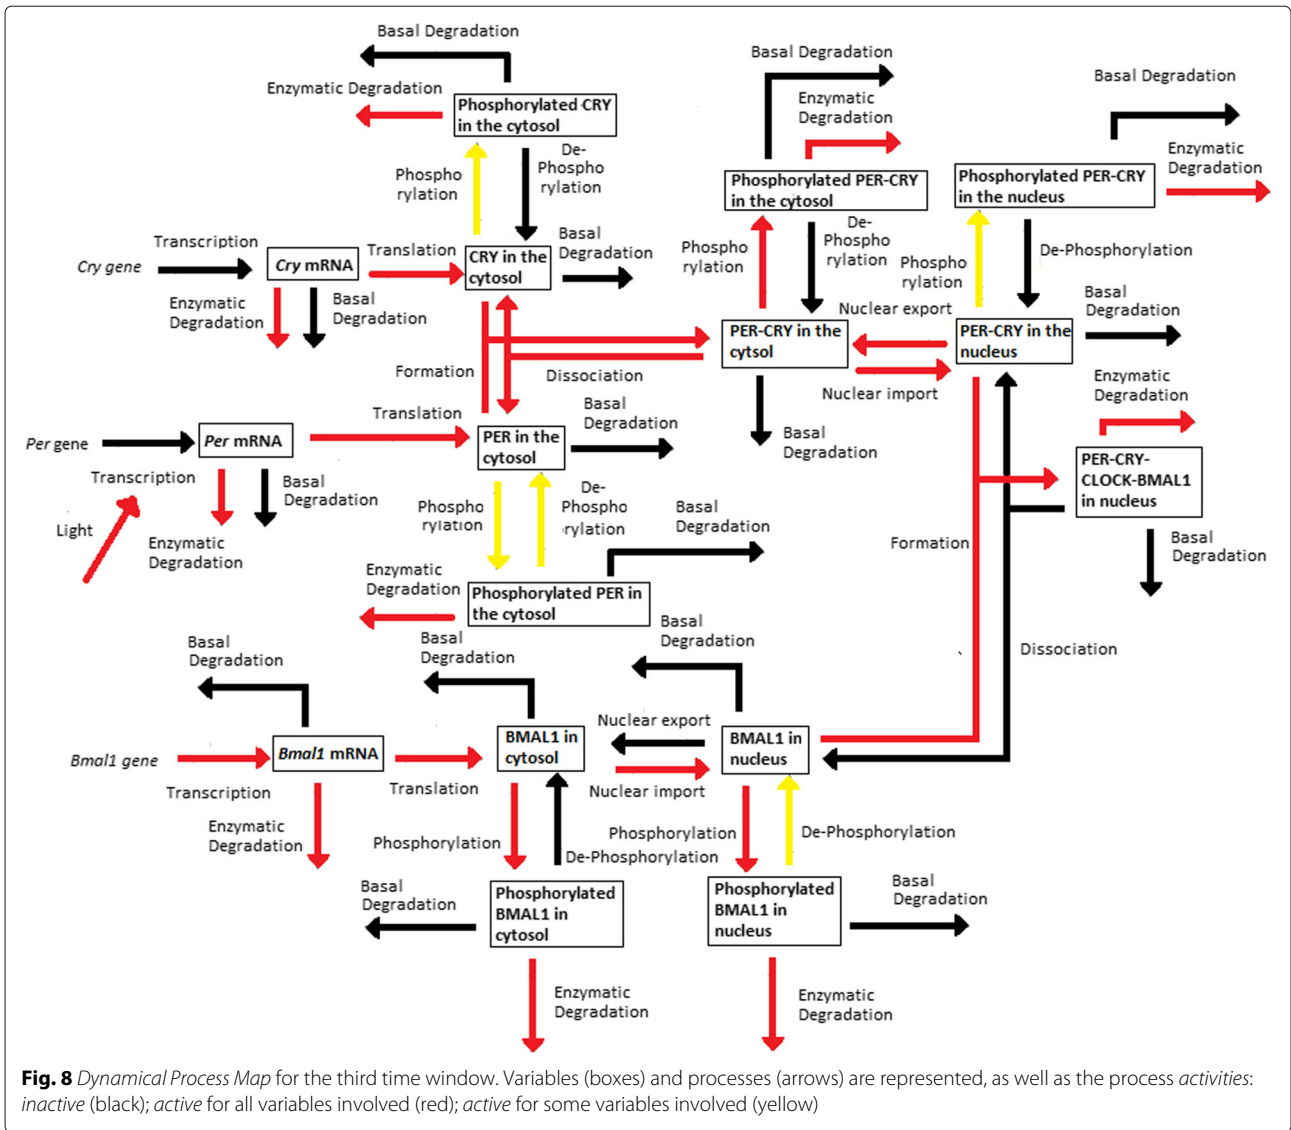 Basal Degradation
Enzymatic Degradation
Phosphorylated CRY
in the cytosol
Phospho
rylation
De-
Phospho
rylation
Transcription
Cry gene
Cry mRNA
Translation
CRY in the
cytosol
Basal
Degradation
Enzymatic
Degradation
Basal
Degradation
Formation
Dissociation
Basal Degradation
Enzymatic
Degradation
Phosphorylated PER-CRY
in the cytosol
Phospho
rylation
De-
Phospho
rylation
Nuclear export
PER-CRY in the
cytsol
Nuclear import
Basal
Degradation
Basal Degradation
Enzymatic
Degradation
Phosphorylated PER-CRY
in the nucleus
Phospho
rylation
De-Phosphorylation
PER-CRY in the
nucleus
Basal
Degradation
Enzymatic
Degradation
PER-CRY-
CLOCK-BMAL1
in nucleus
Basal
Degradation
Formation
Dissociation
Per gene
Per mRNA
Translation
Transcription
Light
Enzymatic
Degradation
Basal
Degradation
PER in the
cytosol
Basal
Degradation
Phospho
rylation
De-
Phospho
rylation
Basal
Degradation
Enzymatic
Degradation
Phosphorylated PER in
the cytosol
Basal
Degradation
Basal
Degradation
Basal
Degradation
Bmal1 gene
Transcription
Bmal1 mRNA
Translation
BMAL1 in
cytosol
Nuclear export
Nuclear import
BMAL1 in
nucleus
Enzymatic
Degradation
Phosphorylation
De-Phosphorylation
Phosphorylation
De-Phosphorylation
Basal
Degradation
Phosphorylated
BMAL1 in
cytosol
Phosphorylated
BMAL1 in
nucleus
Basal
Degradation
Enzymatic
Degradation
Enzymatic
Degradation
Fig. 8 Dynamical Process Map for the third time window. Variables (boxes) and processes (arrows) are represented, as well as the process activities:
inactive (black); active for all variables involved (red); active for some variables involved (yellow)